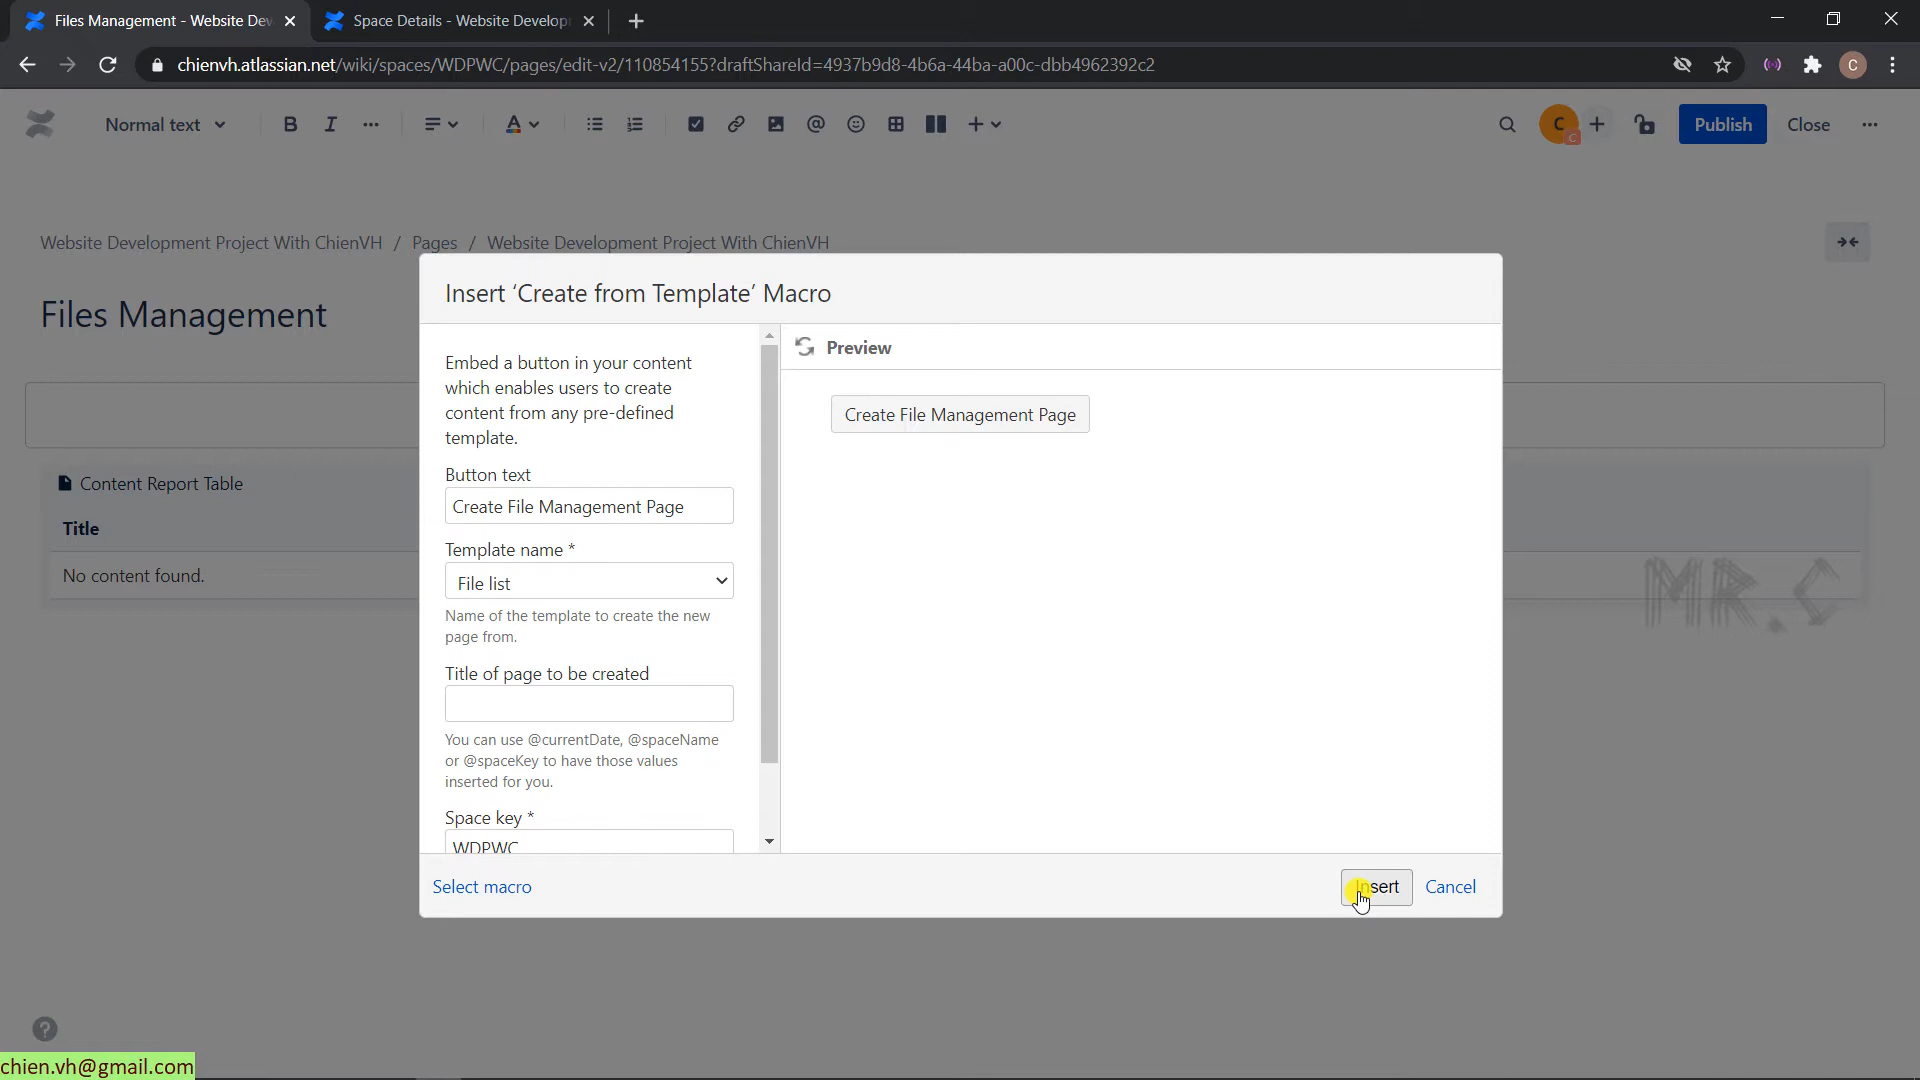 Files Management - Website Dev
Space Details - Website Develop
chienvh.atlassian.net/wiki/spaces/WDPWC/pages/edit-v2/110854155?draftShareId=4937b9d8-4b6a-44ba-a00c-dbb4962392c2
C
Normal text
B I A
C
C
Publish
Close
Website Development Project With ChienVH / Pages / Website Development Project With ChienVH
Files Management
Insert ‘Create from Template’ Macro
Embed a button in your content
which enables users to create
content from any pre-defined
template.
Button text
Create File Management Page
Template name *
File list
Name of the template to create the new
page from.
Title of page to be created
You can use @currentDate, @spaceName
or @spaceKey to have those values
inserted for you.
Space key *
WDPWC
Preview
Create File Management Page
Select macro
Insert
Cancel
Content Report Table
Title
No content found.
MR.C
chien.vh@gmail.com